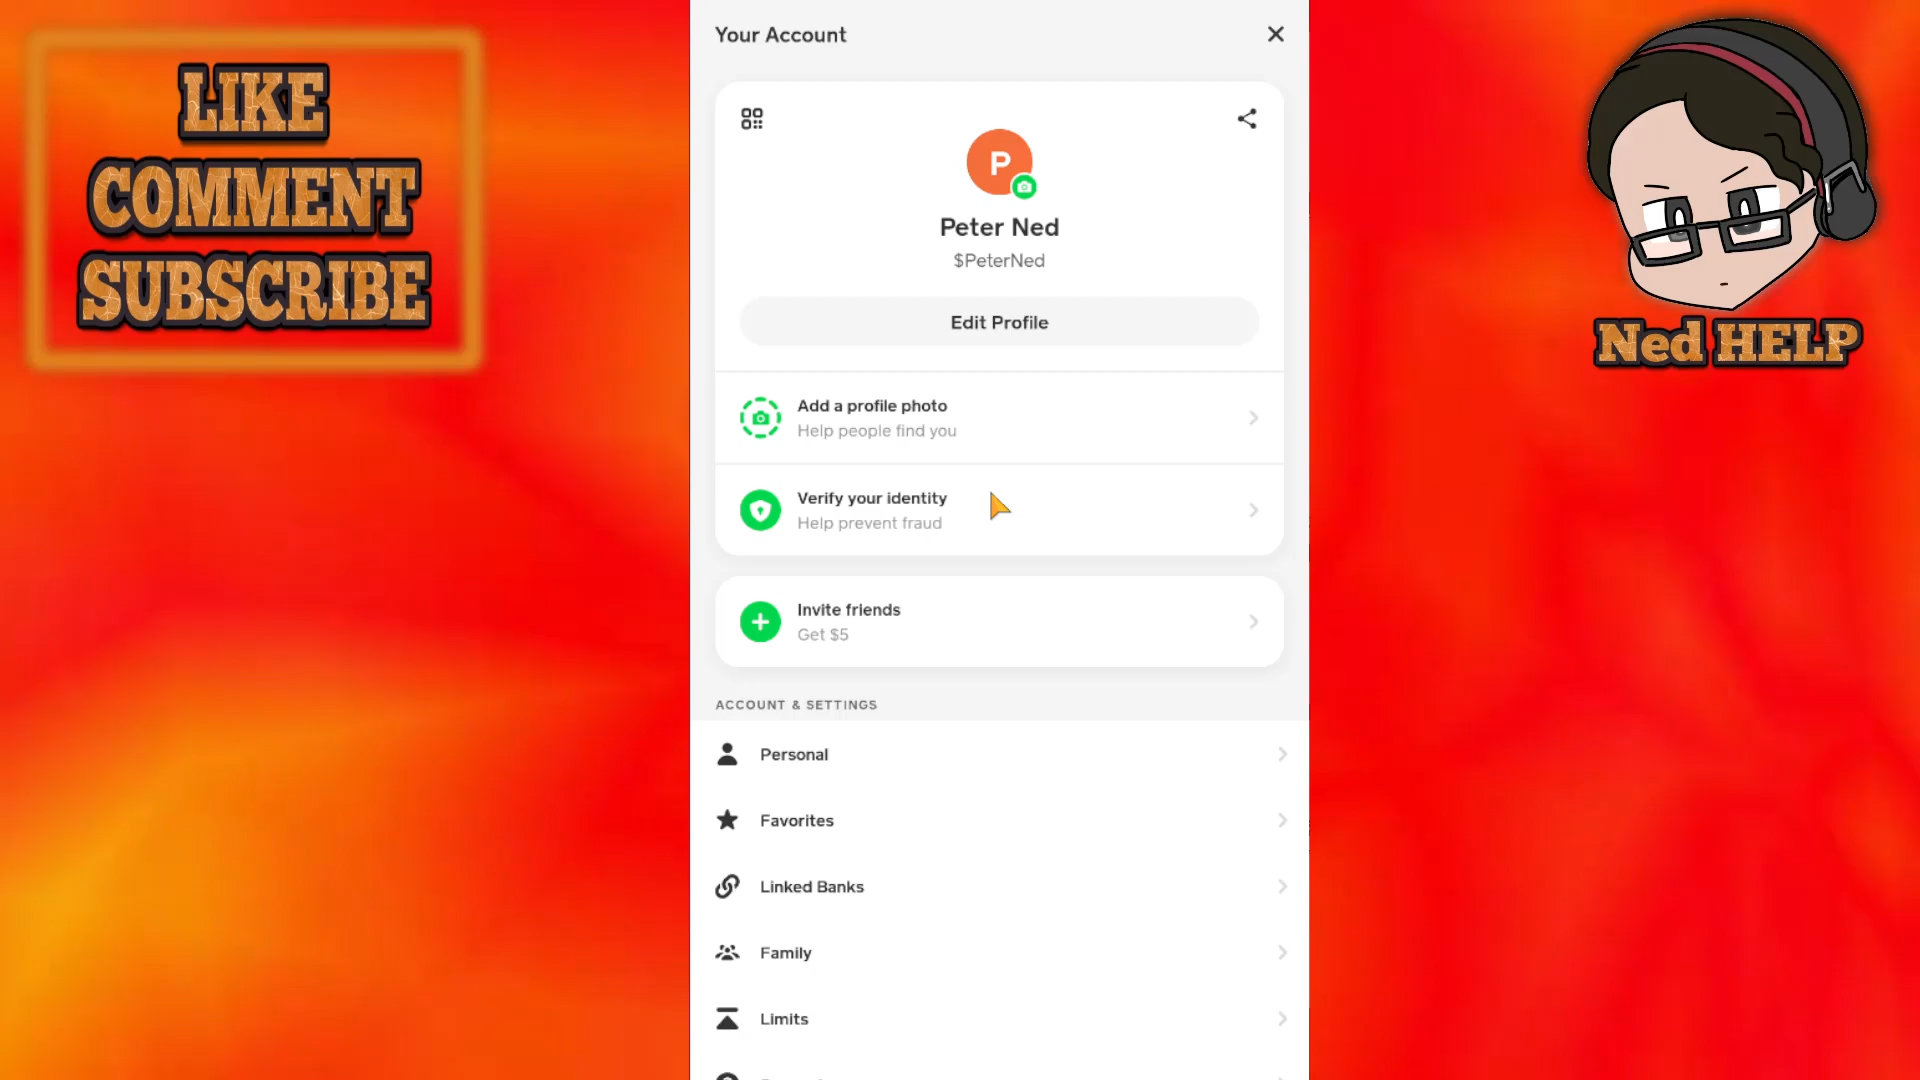 LIKE
COMMENT
SUBSCRIBE
Your Account
P
Peter Ned
$PeterNed
Edit Profile
Add a profile photo
Help people find you
Verify your identity
Help prevent fraud
Invite friends
Get $5
ACCOUNT & SETTINGS
Personal
Favorites
Linked Banks
Family
Limits
Ned HELP